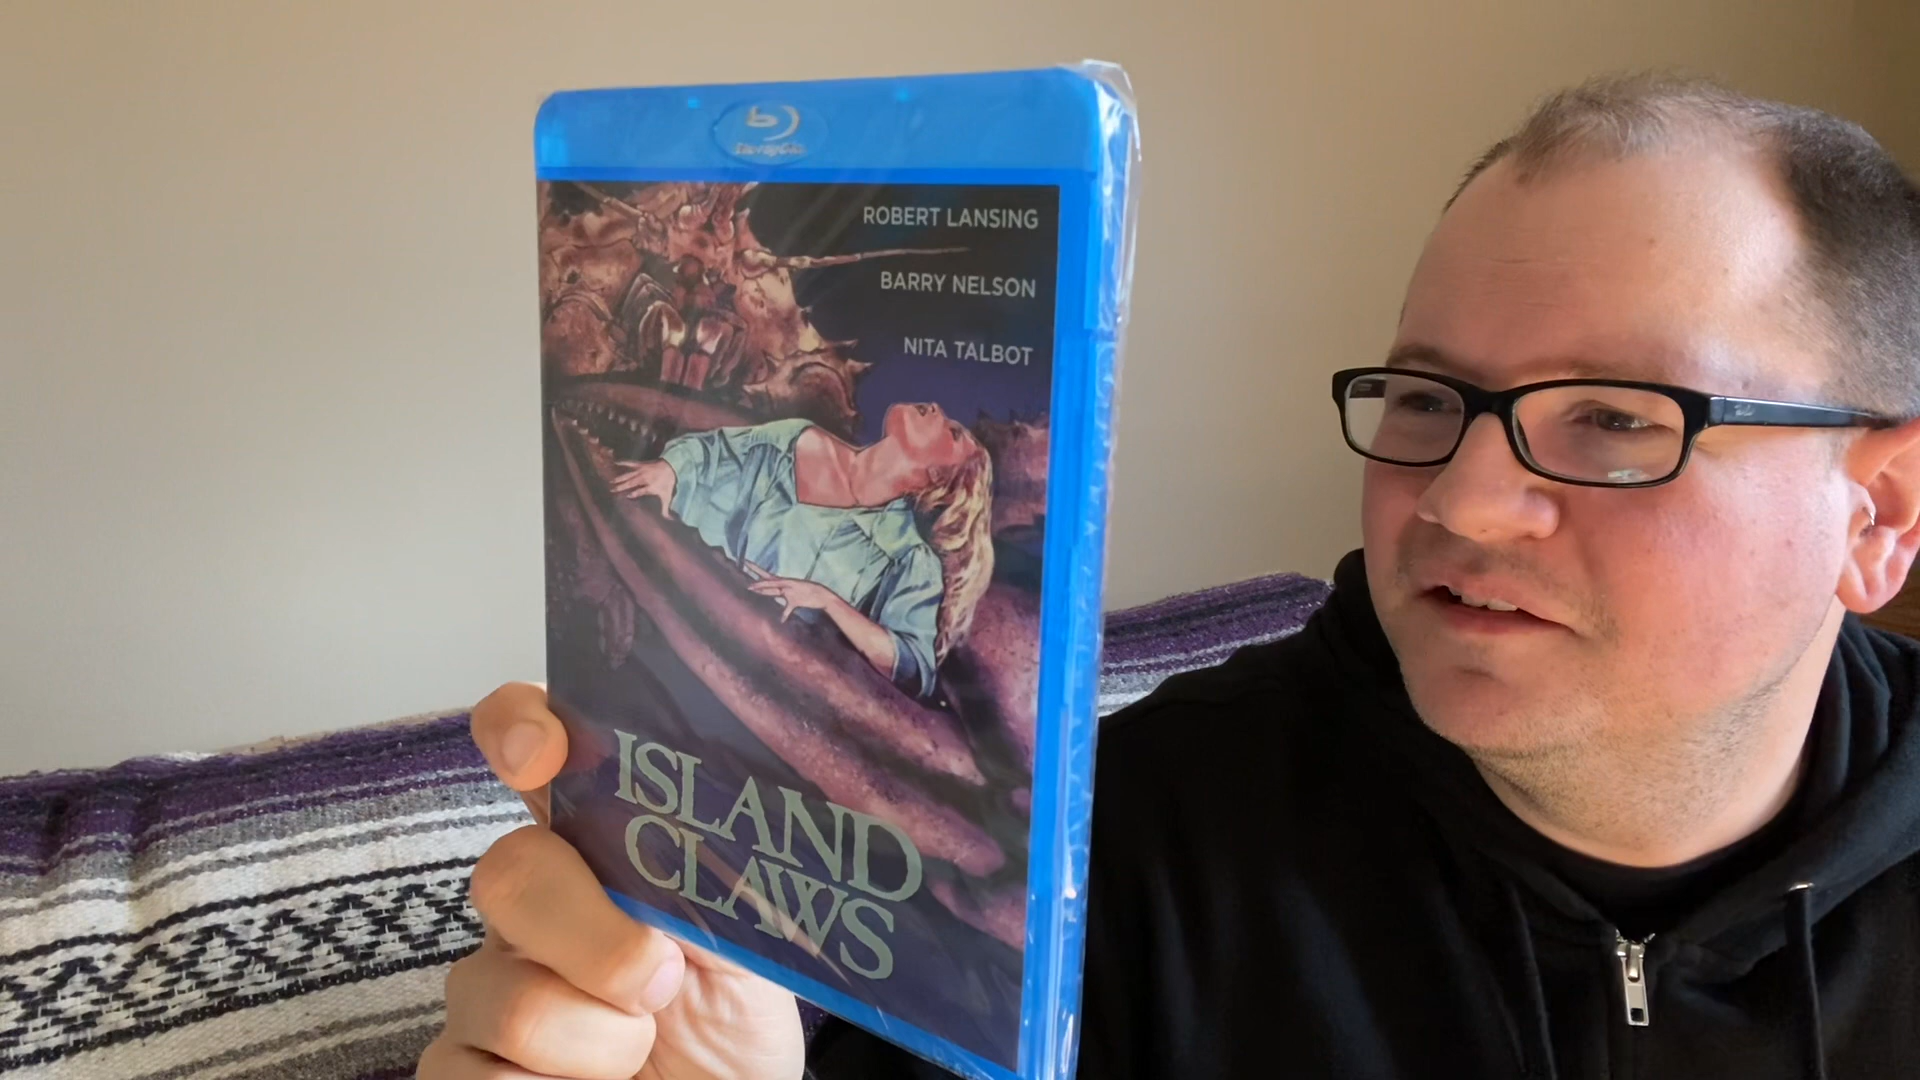 ROBERT LANSING
BARRY NELSON
NITA TALBOT
ISLAND
CLAWS